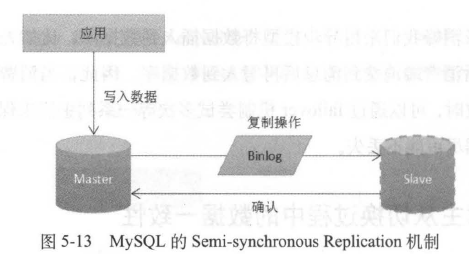 应用
写入数据
复制操作
Binlog
Master
Slave
确认
图 5-13 MySQL 的 Semi-synchronous Replication 机制